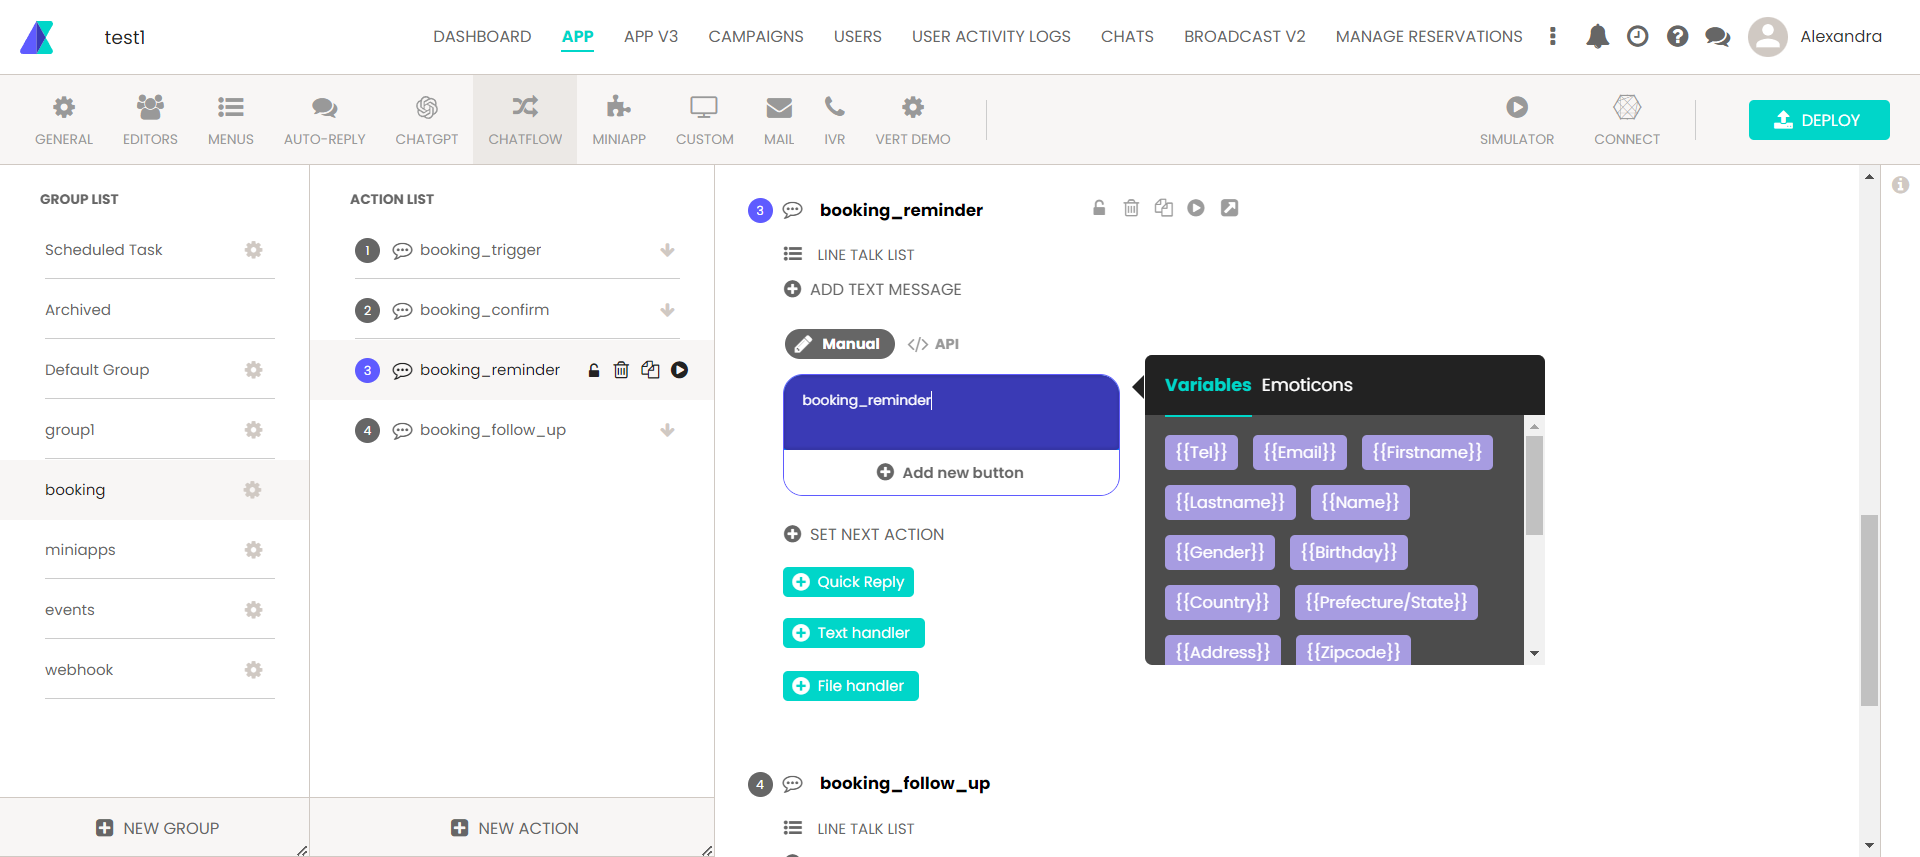 test1
DASHBOARD APP APP V3 CAMPAIGNS USERS USER ACTIVITY LOGS CHATS BROADCAST V2 MANAGE RESERVATIONS Alexandra
GENERAL EDITORS MENUS AUTO-REPLY CHATGPT CHATFLOW MINIAPP CUSTOM MAIL IVR VERT DEMO SIMULATOR CONNECT DEPLOY
GROUP LIST
Scheduled Task
Archived
Default Group
group1
booking
miniapps
events
webhook
NEW GROUP
ACTION LIST
1 booking_trigger
2 booking_confirm
3 booking_reminder
4 booking_follow_up
NEW ACTION
3 booking_reminder
LINE TALK LIST
ADD TEXT MESSAGE
Manual </> API
booking_reminder
Add new button
SET NEXT ACTION
Quick Reply
Text handler
File handler
Variables Emoticons
{{Tel}} {{Email}} {{Firstname}}
{{Lastname}} {{Name}}
{{Gender}} {{Birthday}}
{{Country}} {{Prefecture/State}}
{{Address}} {{Zipcode}}
4 booking_follow_up
LINE TALK LIST